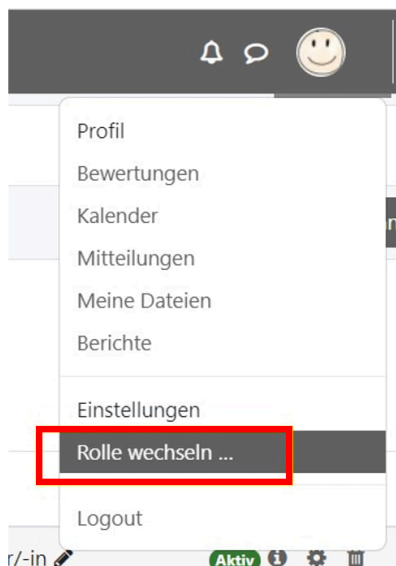 Profil
Bewertungen
Kalender
Mitteilungen
Meine Dateien
Berichte
Einstellungen
Rolle wechseln ...
Logout
r/-in Aktiv